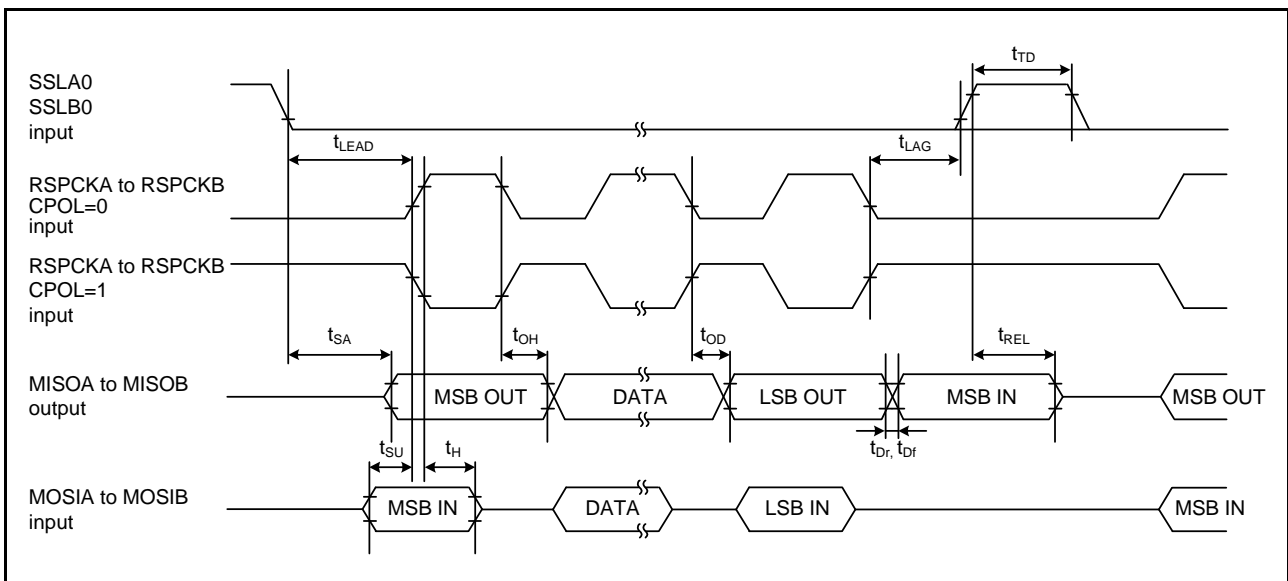 SSLA0
SSLB0
input
tTD
tLEAD
tLAG
RSPCKA to RSPCKB
CPOL=0
input
RSPCKA to RSPCKB
CPOL=1
input
tSA
tOH
tOD
tREL
MISOA to MISOB
output
MSB OUT
DATA
LSB OUT
MSB IN
MSB OUT
tSU
tH
tDr, tDf
MOSIA to MOSIB
input
MSB IN
DATA
LSB IN
MSB IN